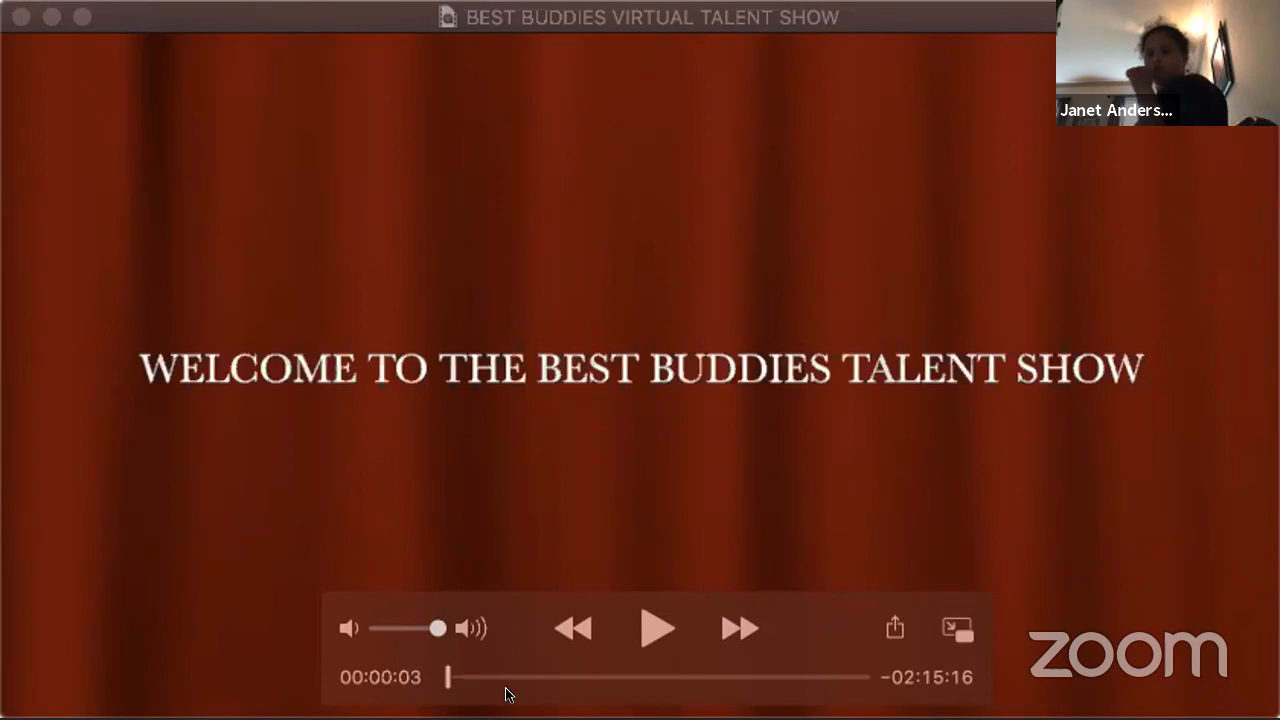 BEST BUDDIES VIRTUAL TALENT SHOW
Janet Anders...
WELCOME TO THE BEST BUDDIES TALENT SHOW
00:00:03
-02:15:16
zoom